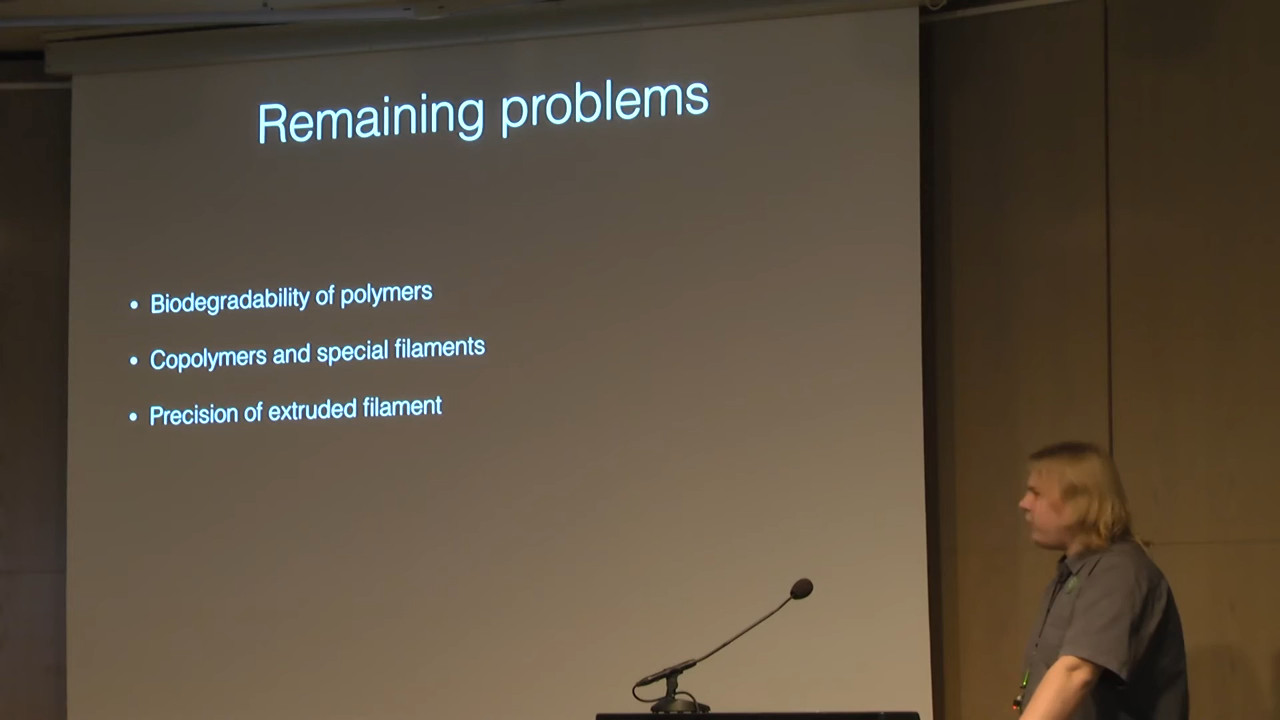 Remaining problems
• Biodegradability of polymers
• Copolymers and special filaments
• Precision of extruded filament